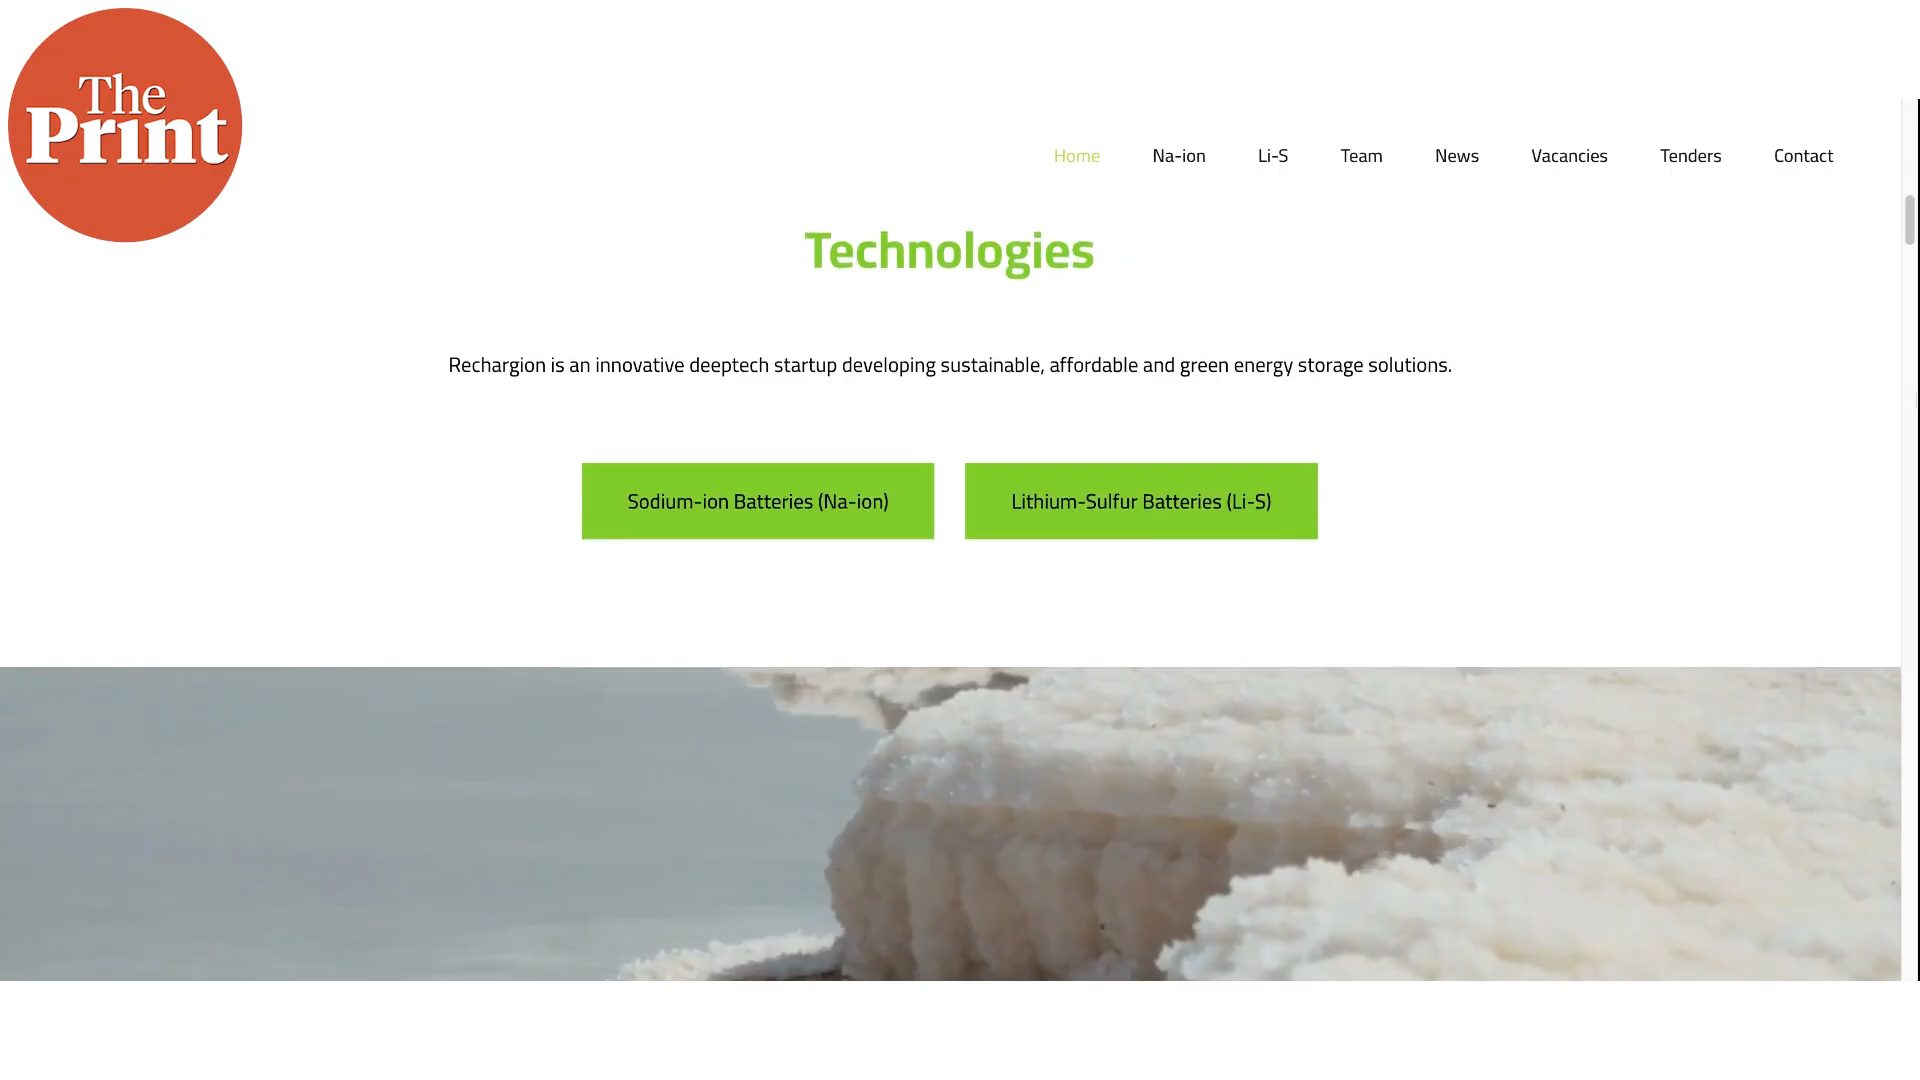 The
Print
Home Na-ion Li-S Team News Vacancies Tenders Contact
Technologies
Rechargion is an innovative deeptech startup developing sustainable, affordable and green energy storage solutions.
Sodium-ion Batteries (Na-ion) Lithium-Sulfur Batteries (Li-S)